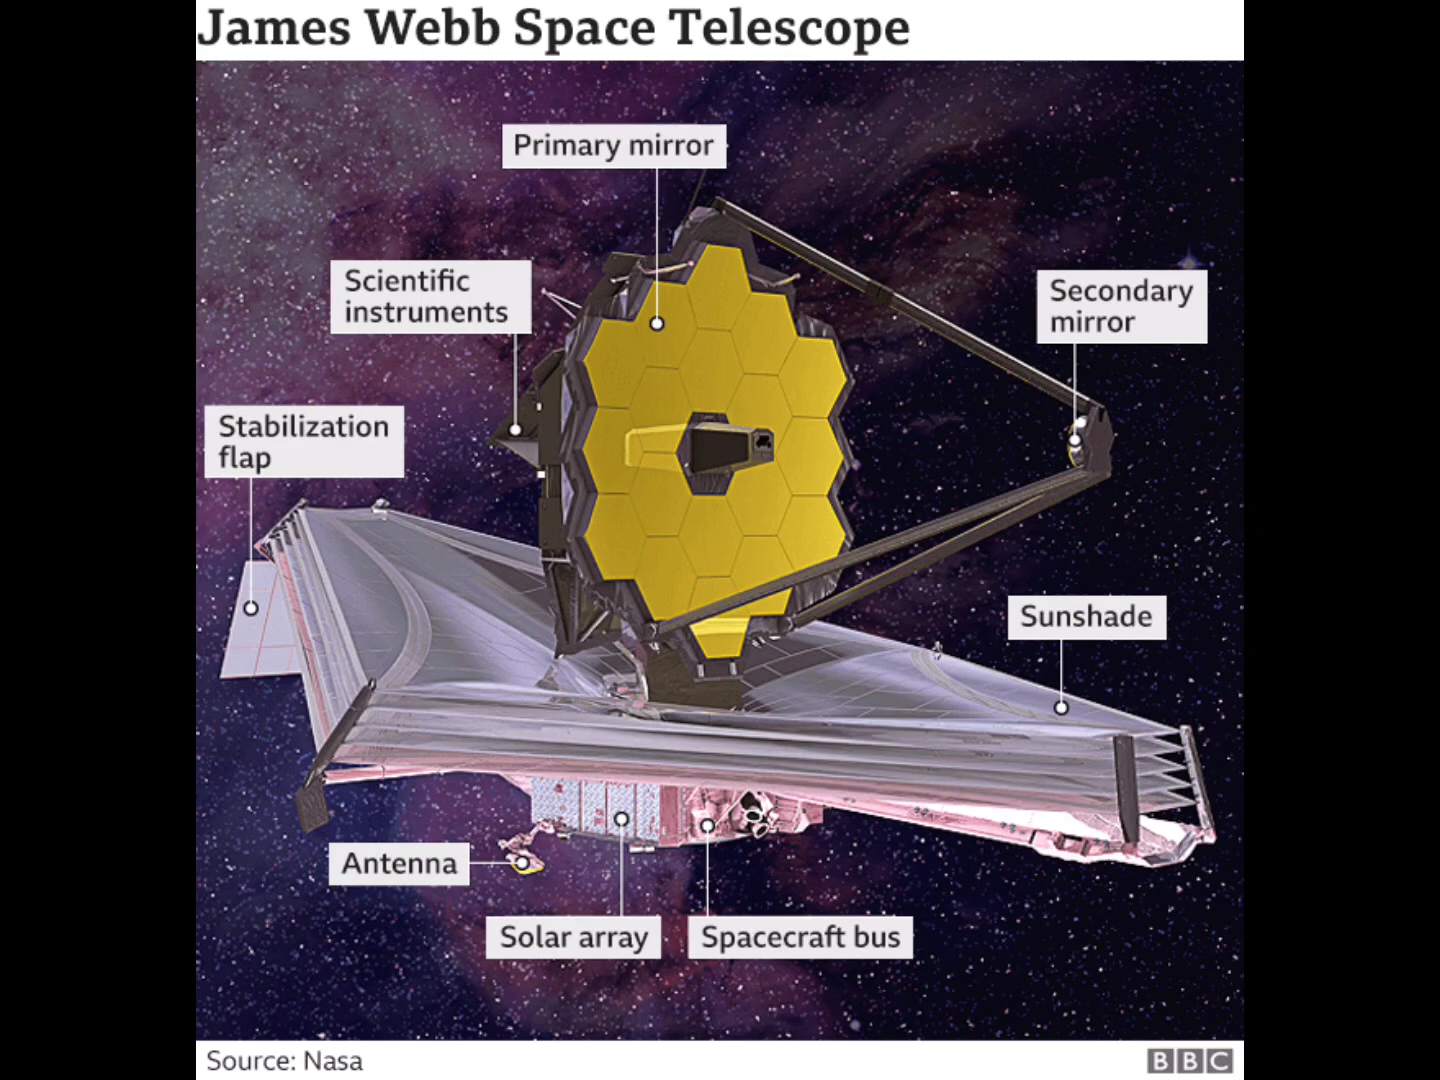 James Webb Space Telescope
Primary mirror
Scientific
instruments
Secondary
mirror
Stabilization
flap
Sunshade
Antenna
Solar array
Spacecraft bus
Source: Nasa
BBC